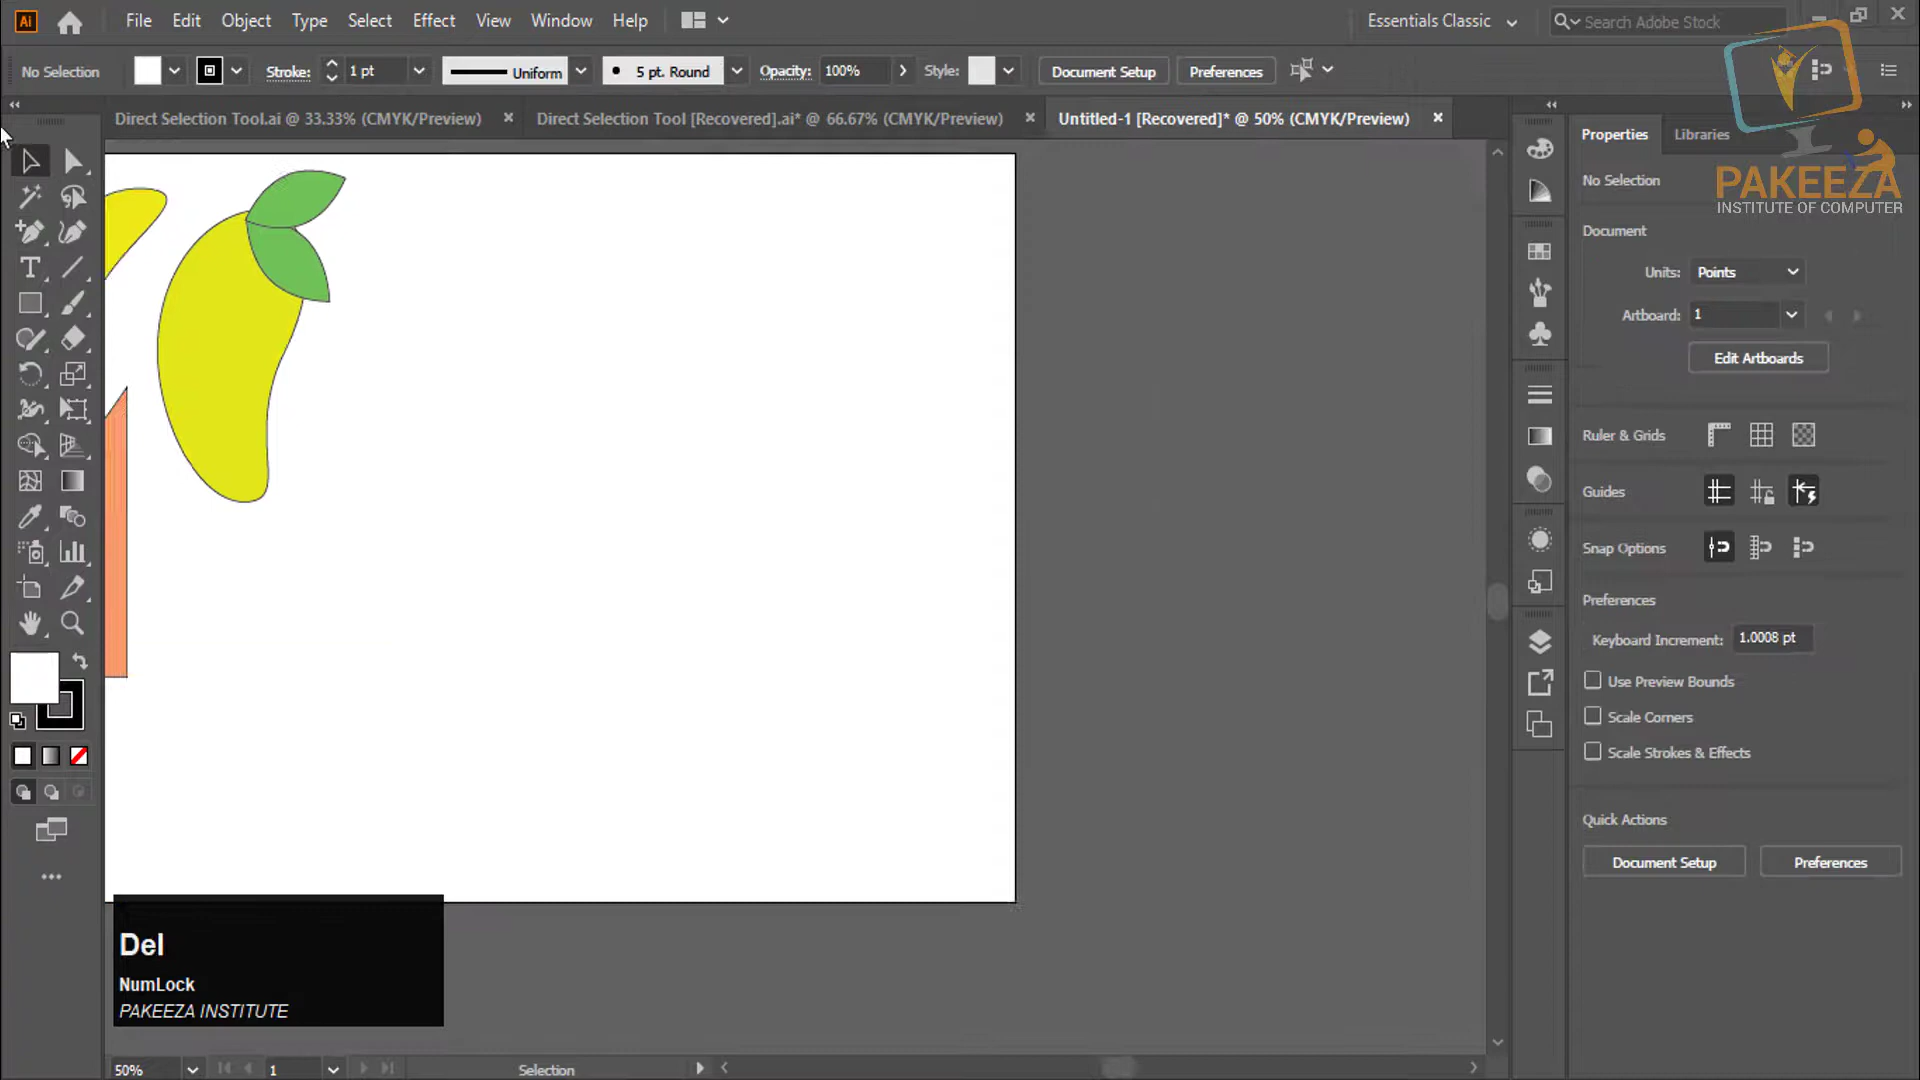 Ai File Edit Object Type Select Effect View Window Help Essentials Classic Search Adobe Stock
No Selection Stroke: 1 pt Uniform 5 pt. Round Opacity: 100% Style: Document Setup Preferences
Direct Selection Tool.ai @ 33.33% (CMYK/Preview) Direct Selection Tool [Recovered].ai* @ 66.67% (CMYK/Preview) Untitled-1 [Recovered]* @ 50% (CMYK/Preview)
Properties Libraries
PAKEEZA
INSTITUTE OF COMPUTER
No Selection
Document
Units: Points
Artboard: 1
Edit Artboards
Ruler & Grids
Guides
Snap Options
Preferences
Keyboard Increment: 1.0008 pt
Use Preview Bounds
Scale Corners
Scale Strokes & Effects
Quick Actions
Document Setup Preferences
Del
NumLock
PAKEEZA INSTITUTE
50% 1 Selection